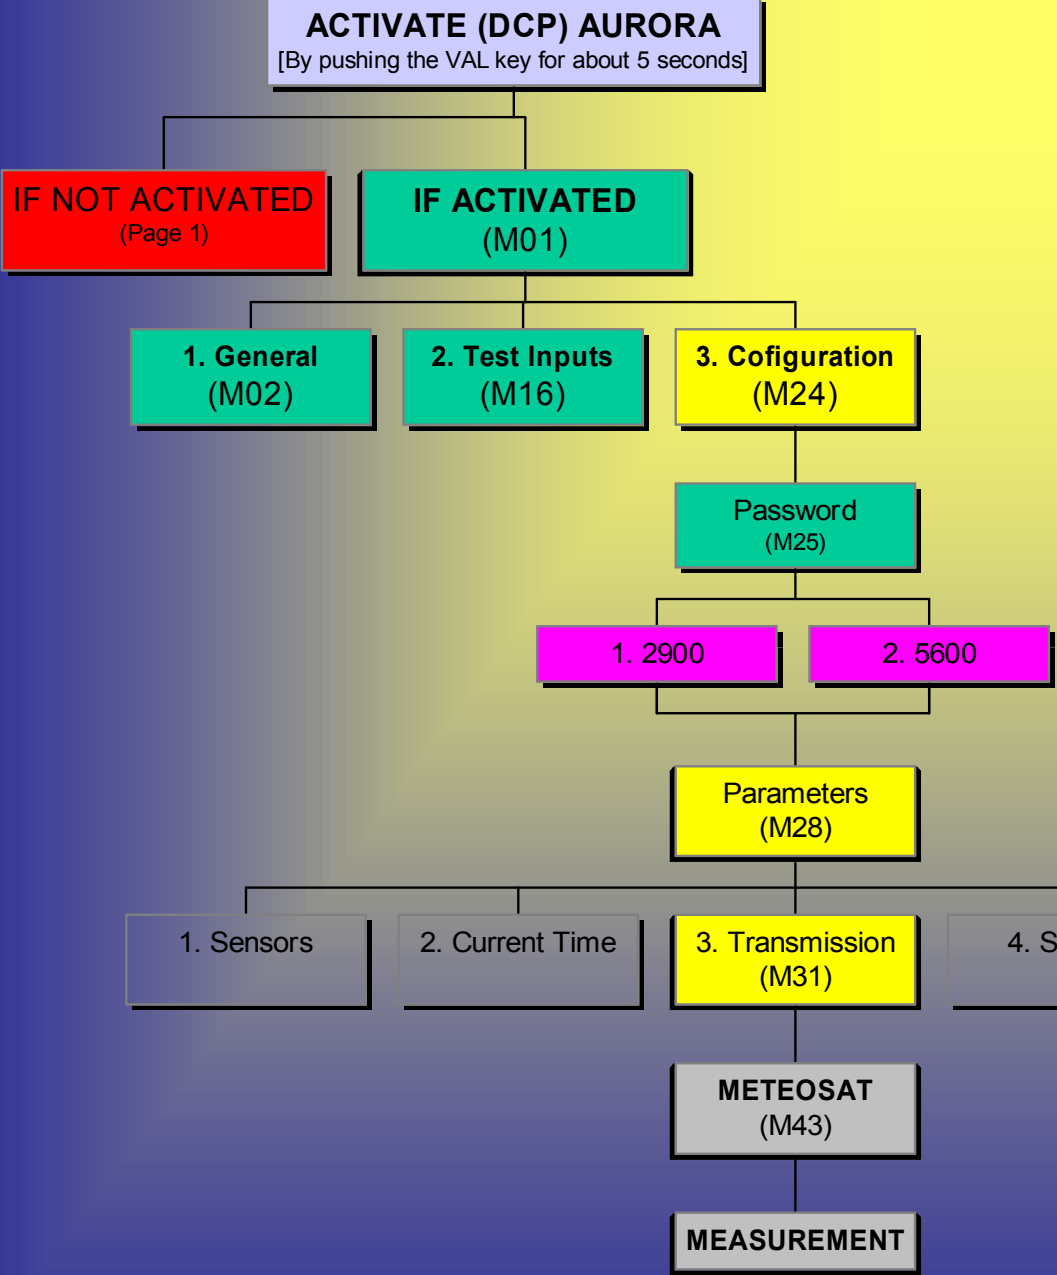 ACTIVATE (DCP) AURORA
[By pushing the VAL key for about 5 seconds]
IF NOT ACTIVATED
(Page 1)
IF ACTIVATED
(M01)
1. General
(M02)
2. Test Inputs
(M16)
3. Cofiguration
(M24)
Password
(M25)
1. 2900
2. 5600
Parameters
(M28)
1. Sensors
2. Current Time
3. Transmission
(M31)
4. S
METEOSAT
(M43)
MEASUREMENT